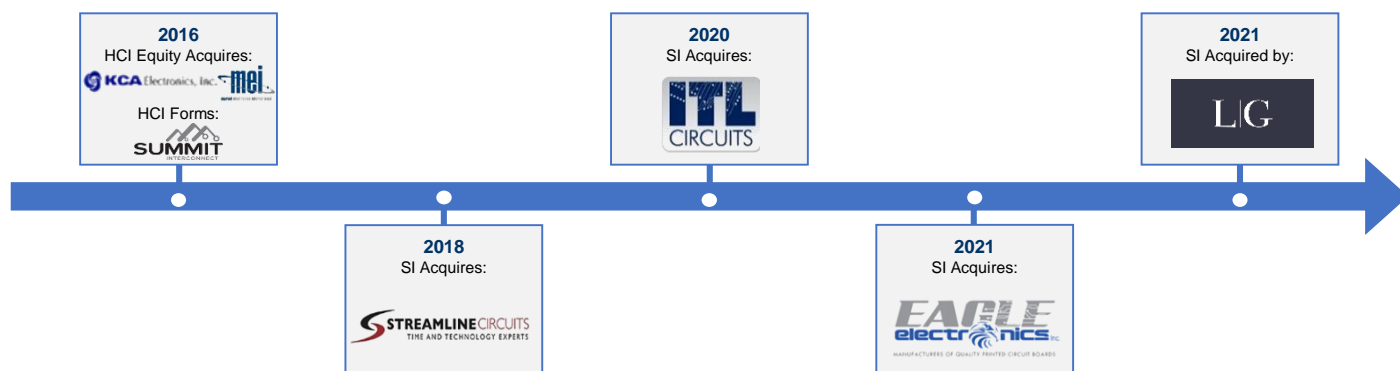 2016
HCI Equity Acquires:
KCA Electronics, Inc. mei
HCI Forms:
SUMMIT
INTERCONNECT
2018
SI Acquires:
STREAMLINE CIRCUITS
TIME AND TECHNOLOGY EXPERTS
2020
SI Acquires:
ITL
CIRCUITS
2021
SI Acquires:
EAGLE
electronics inc.
MANUFACTURERS OF QUALITY PRINTED CIRCUIT BOARDS
2021
SI Acquired by:
L|G